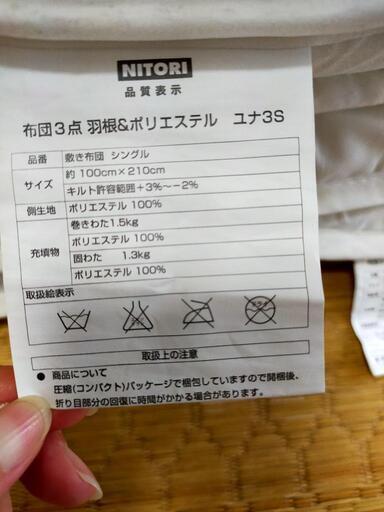 NITORI
品質表示
布団3点 羽根&ポリエステル ユナ3S
品番 敷き布団 シングル
サイズ 約 100cm×210cm
キルト許容範囲+3%~-2%
側生地 ポリエステル 100%
充填物 巻きわた1.5kg
ポリエステル 100%
固わた 1.3kg
ポリエステル 100%
取扱絵表示
取扱上の注意
● 商品について
圧縮(コンパクト)パッケージで梱包していますので開梱後、
折り目部分の回復に時間がかかる場合があります。